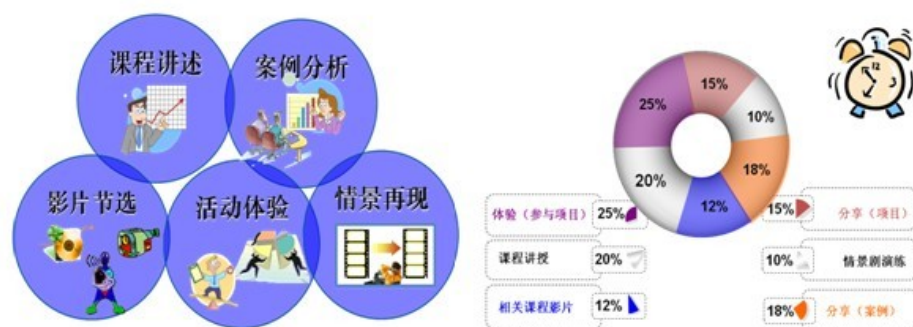 课程讲述
案例分析
影片节选
活动体验
情景再现
25%
15%
10%
20%
18%
12%
体验（参与项目） 25%
15% 分享（项目）
课程讲授 20%
10% 情景剧演练
相关课程影片 12%
18% 分享（案例）